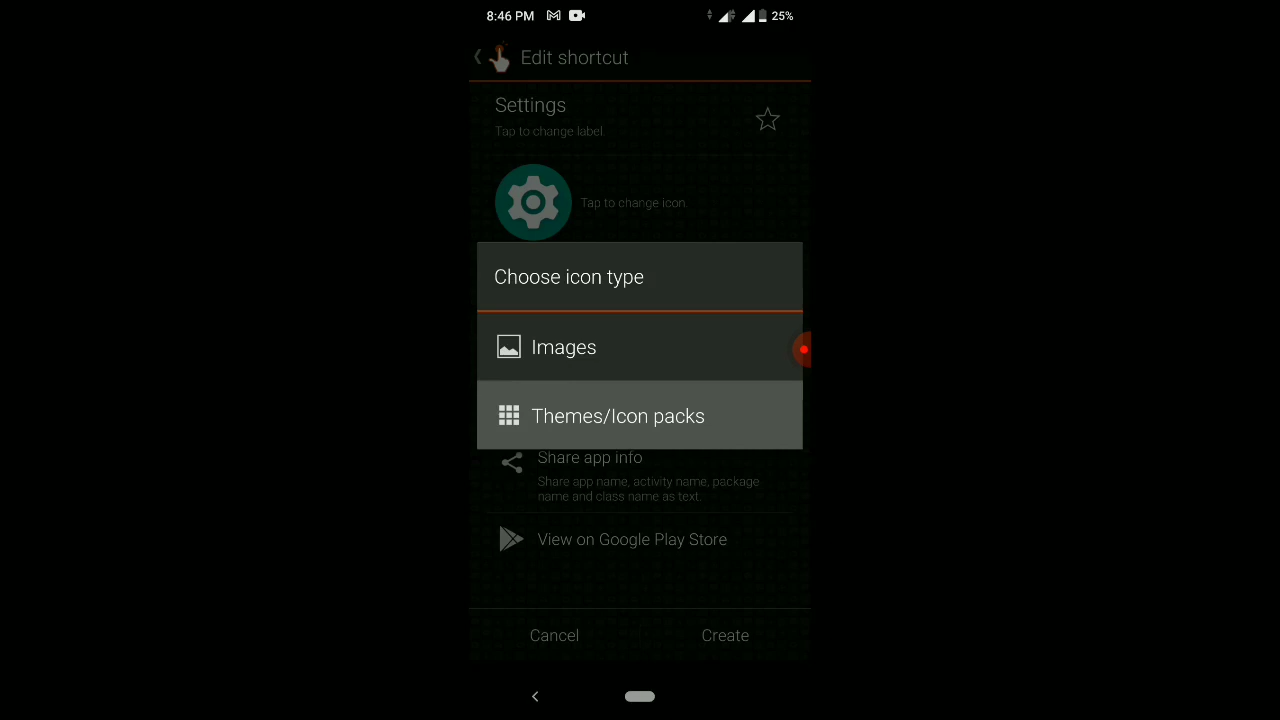 8:46 PM 25%
Edit shortcut
Settings
Tap to change label.
Tap to change icon.
Choose icon type
Images
Themes/Icon packs
Share app info
Share app name, activity name, package
name and class name as text.
View on Google Play Store
Cancel Create